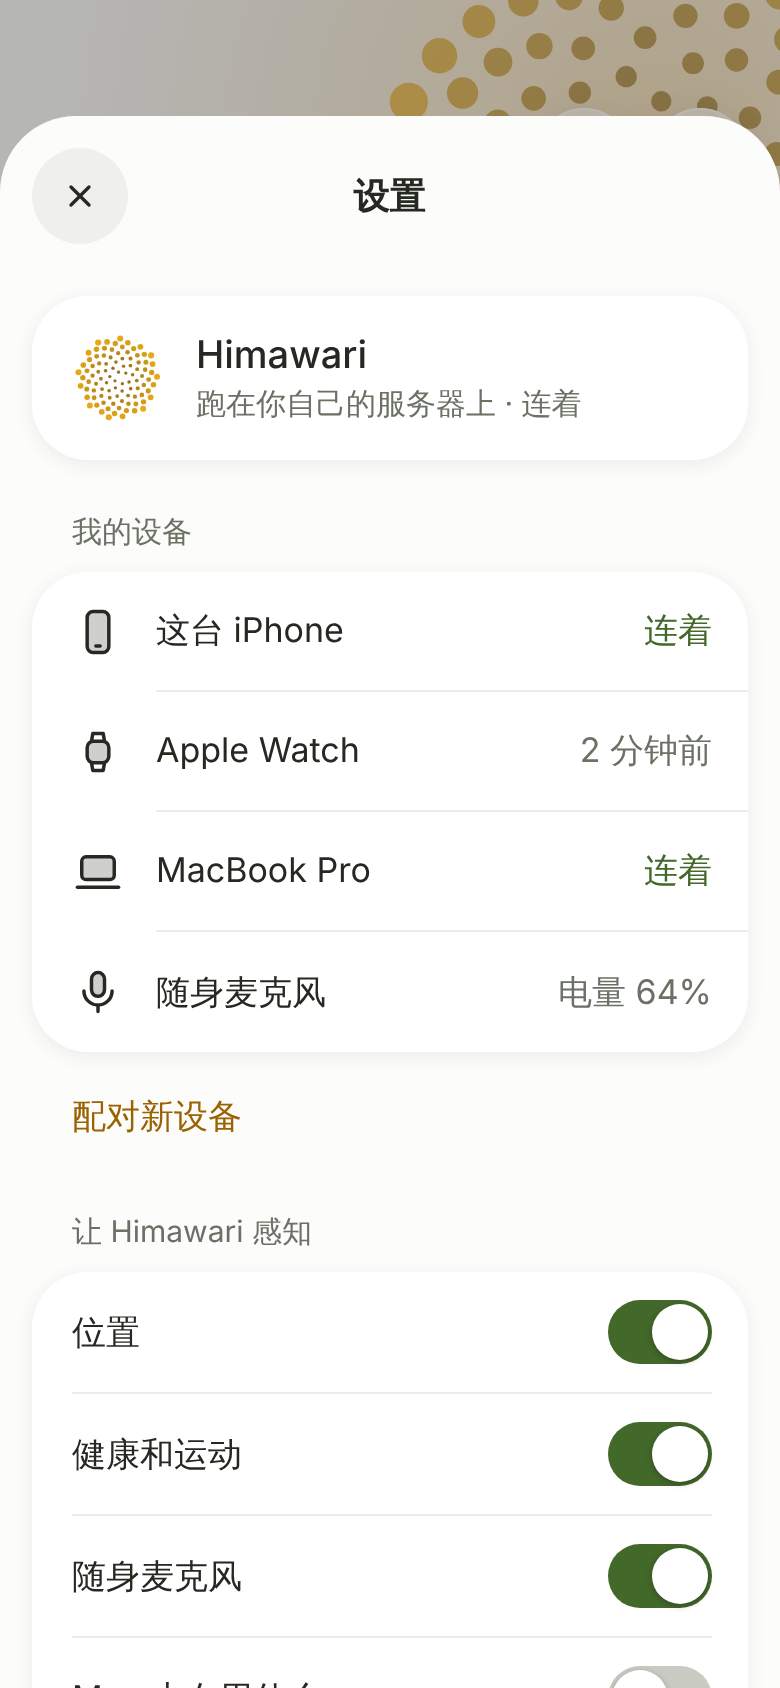 设置
Himawari
跑在你自己的服务器上 · 连着
我的设备
这台 iPhone
连着
Apple Watch
2 分钟前
MacBook Pro
连着
随身麦克风
电量 64%
配对新设备
让 Himawari 感知
位置
健康和运动
随身麦克风